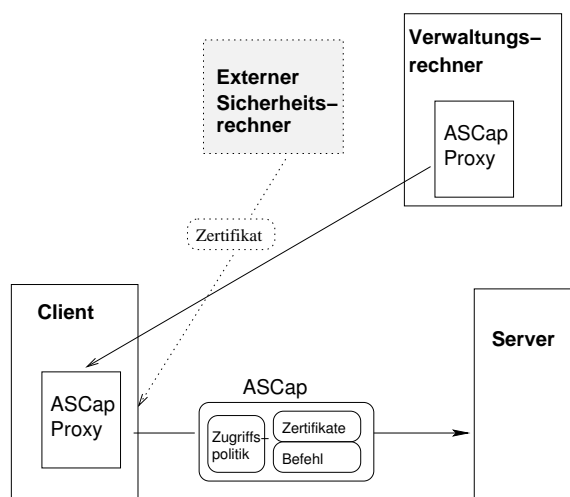 Verwaltungs–
rechner
Externer
Sicherheits–
rechner
ASCap
Proxy
Zertifikat
Client
Server
ASCap
ASCap
Proxy
Zugriffs–
politik
Zertifikate
Befehl